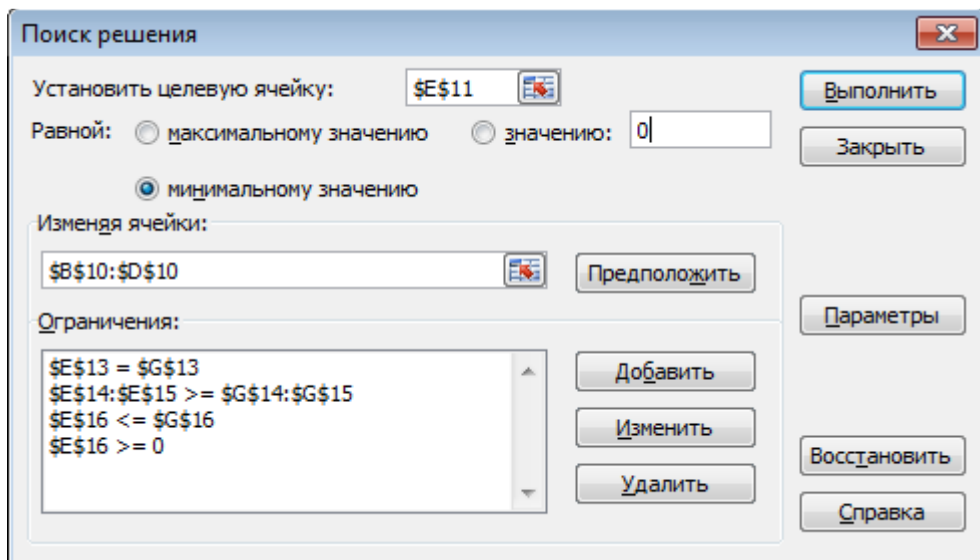 Поиск решения
Установить целевую ячейку: $E$11
Равной: максимальному значению значению: 0
минимальному значению
Изменяя ячейки:
$B$10:$D$10
Предположить
Ограничения:
$E$13 = $G$13
$E$14:$E$15 >= $G$14:$G$15
$E$16 <= $G$16
$E$16 >= 0
Добавить
Изменить
Удалить
Выполнить
Закрыть
Параметры
Восстановить
Справка